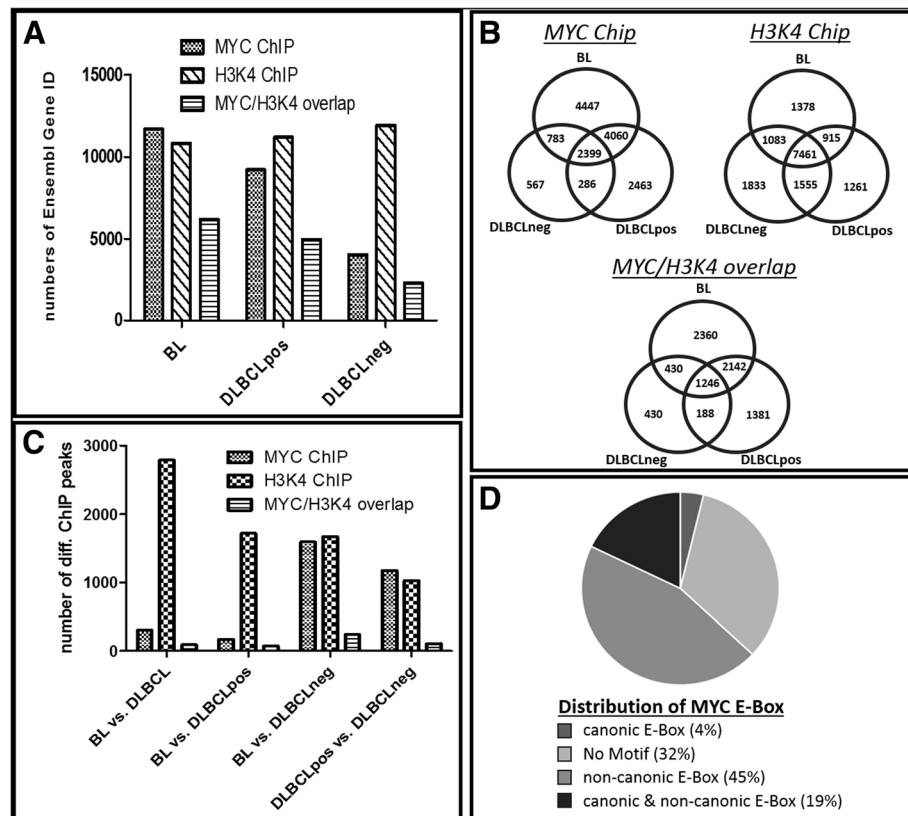 A
MYC ChIP
H3K4 ChIP
MYC/H3K4 overlap
numbers of Ensembl Gene ID
15000
10000
5000
0
BL
DLBCLpos
DLBCLneg
B
MYC Chip
BL
4447
783
4060
2399
567
286
2463
DLBCLneg
DLBCLpos
H3K4 Chip
BL
1378
1083
915
7461
1833
1555
1261
DLBCLneg
DLBCLpos
MYC/H3K4 overlap
BL
2360
430
2142
1246
430
188
1381
DLBCLneg
DLBCLpos
C
MYC ChIP
H3K4 ChIP
MYC/H3K4 overlap
number of diff. ChIP peaks
3000
2000
1000
0
BL vs. DLBCL
BL vs. DLBCLpos
BL vs. DLBCLneg
DLBCLpos vs. DLBCLneg
D
Distribution of MYC E-Box
canonic E-Box (4%)
No Motif (32%)
non-canonic E-Box (45%)
canonic & non-canonic E-Box (19%)